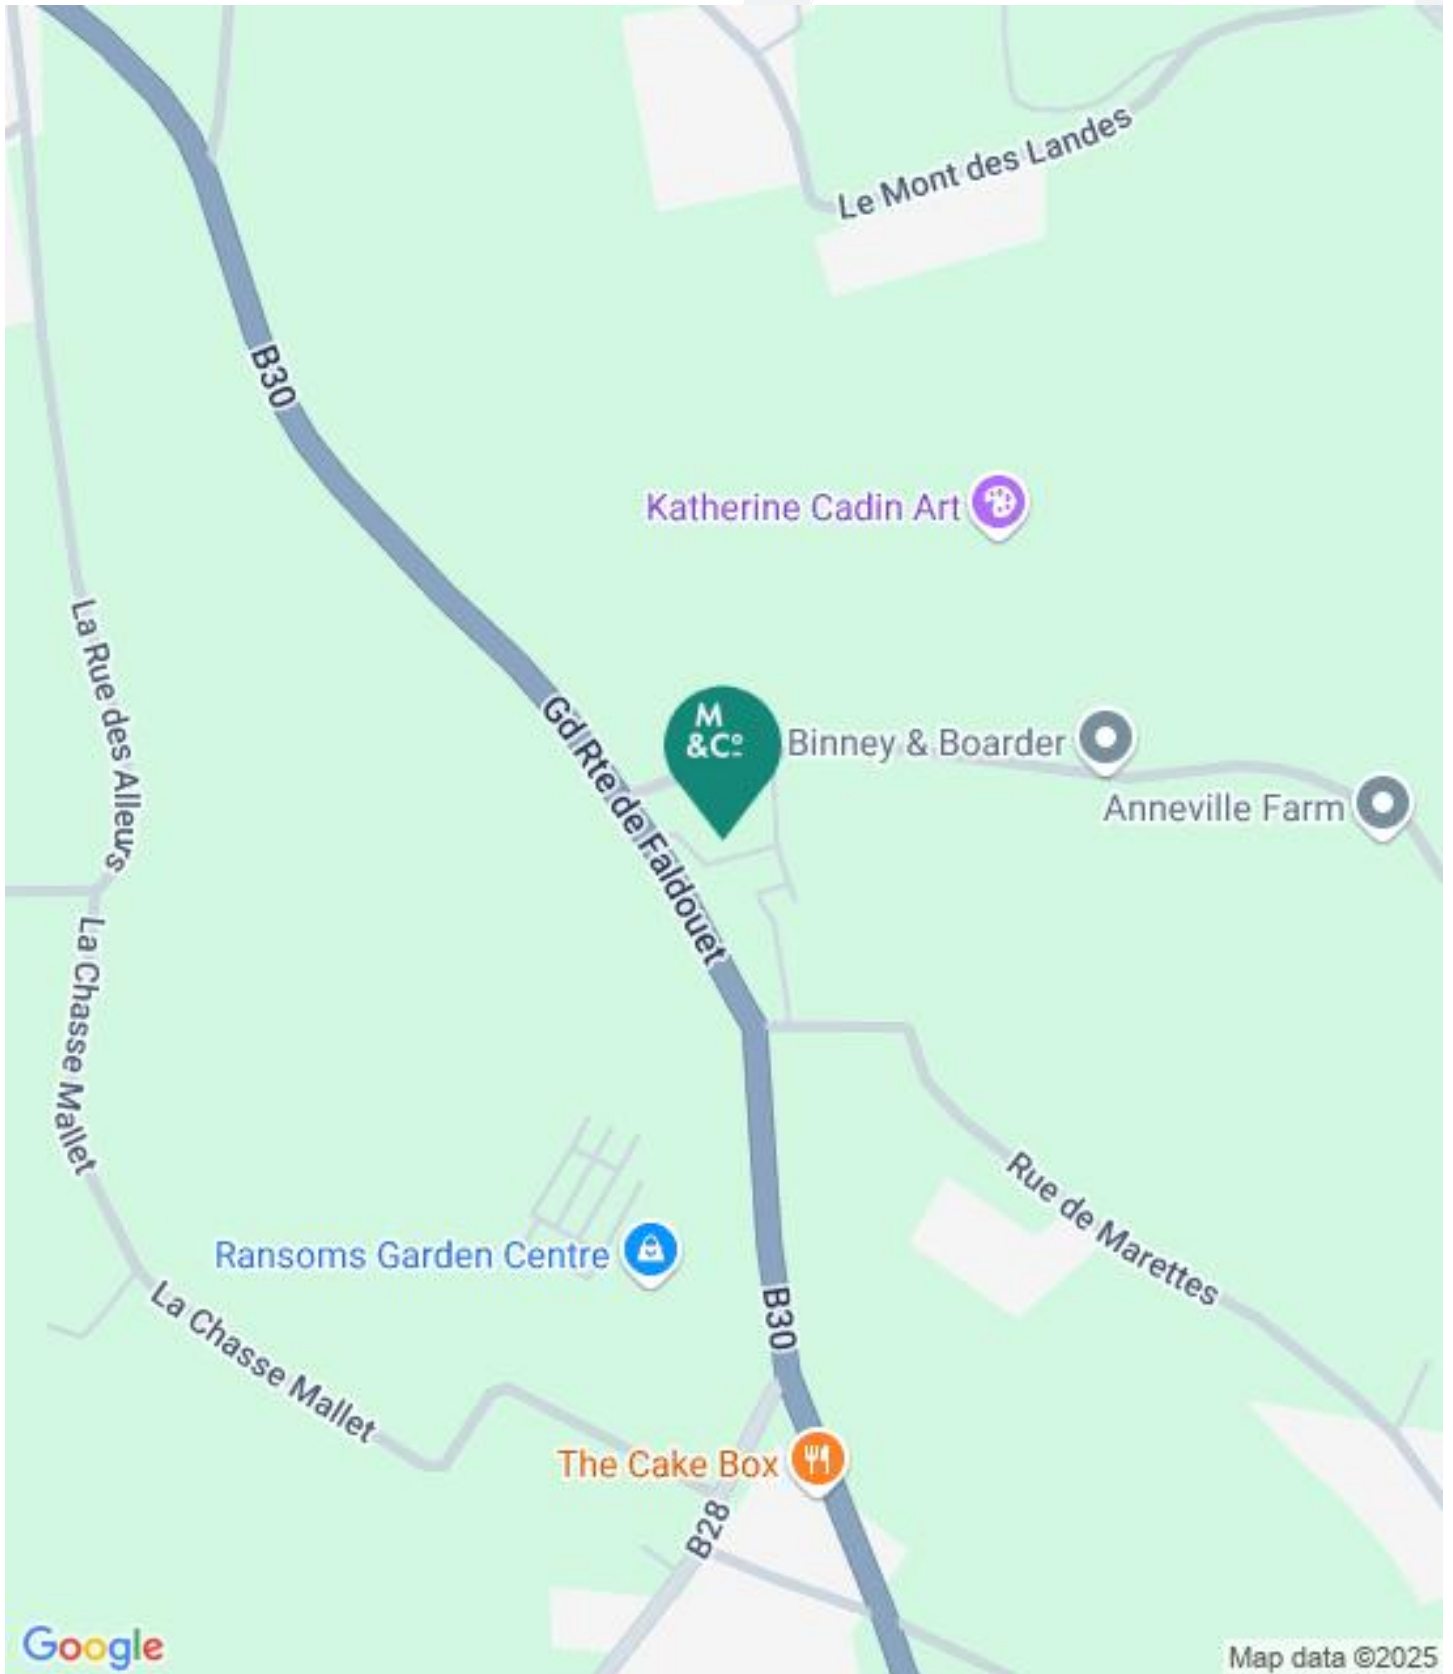 Le Mont des Landes
B30
Katherine Cadin Art
La Rue des Alleurs
Gd Rte de Faldouet
M
&Co
Binney & Boarder
Anneville Farm
La Chasse Mallet
Rue de Marettes
Ransoms Garden Centre
B30
La Chasse Mallet
The Cake Box
B28
Google
Map data ©2025